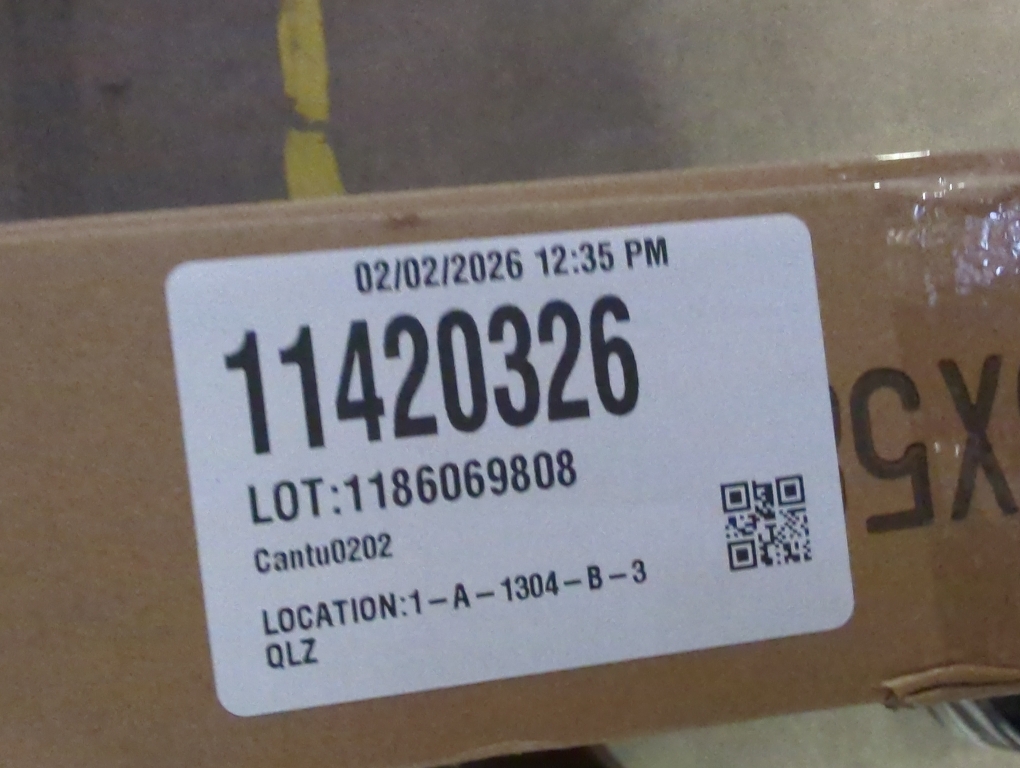 02/02/2026 12:35 PM
11420326
LOT:1186069808
Cantu0202
LOCATION:1-A-1304-B-3
QLZ